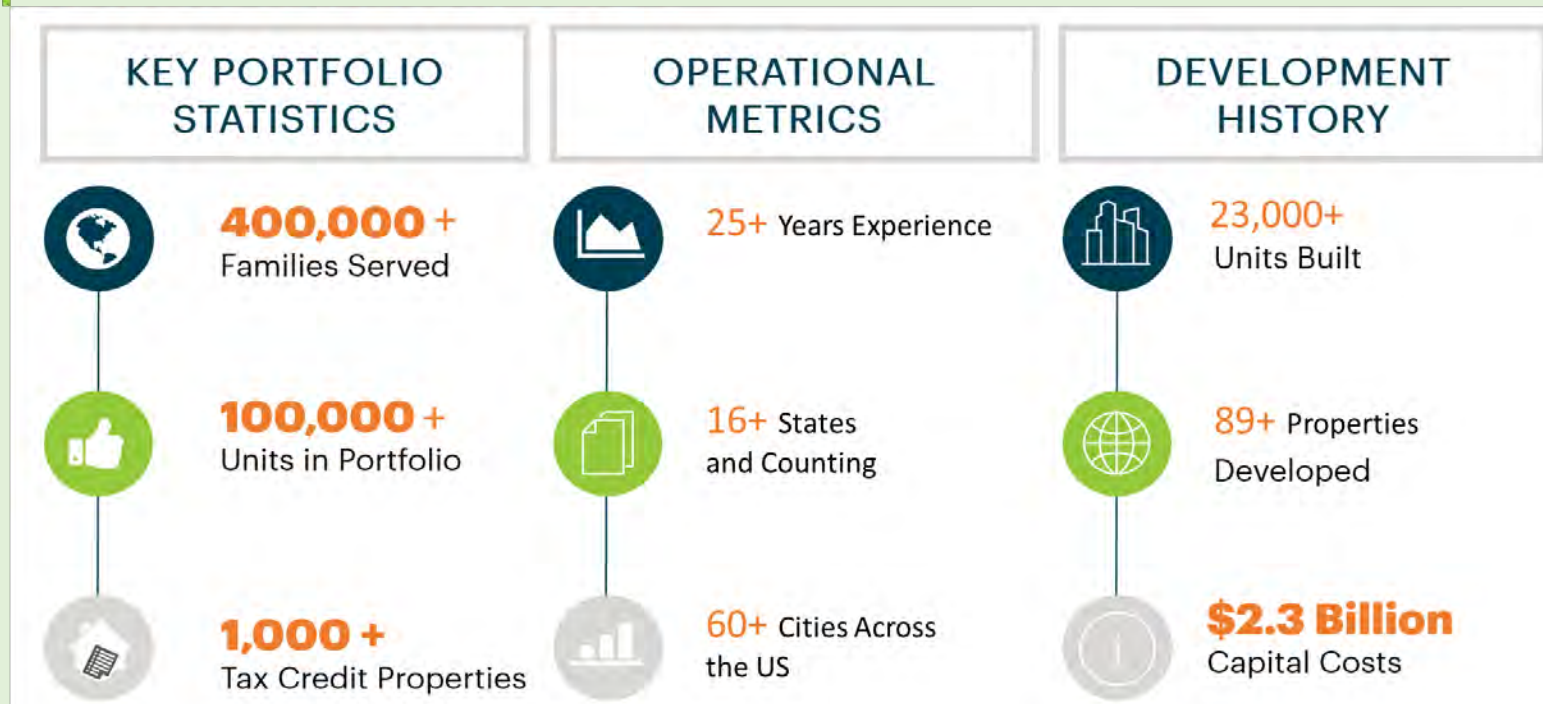 KEY PORTFOLIO
STATISTICS
400,000 +
Families Served
100,000 +
Units in Portfolio
1,000 +
Tax Credit Properties
OPERATIONAL
METRICS
25+ Years Experience
16+ States
and Counting
60+ Cities Across
the US
DEVELOPMENT
HISTORY
23,000+
Units Built
89+ Properties
Developed
$2.3 Billion
Capital Costs